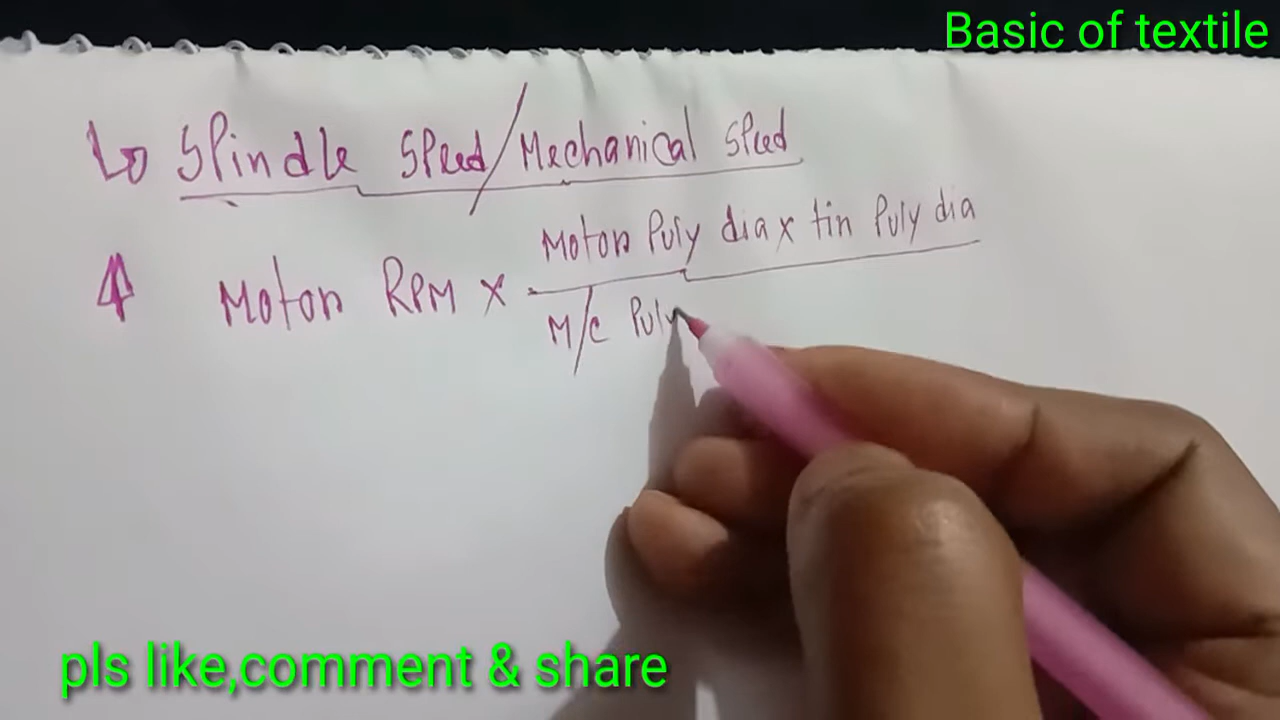 Basic of textile
Spindle Speed/Mechanical Speed
Motor RPM × Motor Puly dia x tin Puly dia
M/c Puly
pls like,comment & share